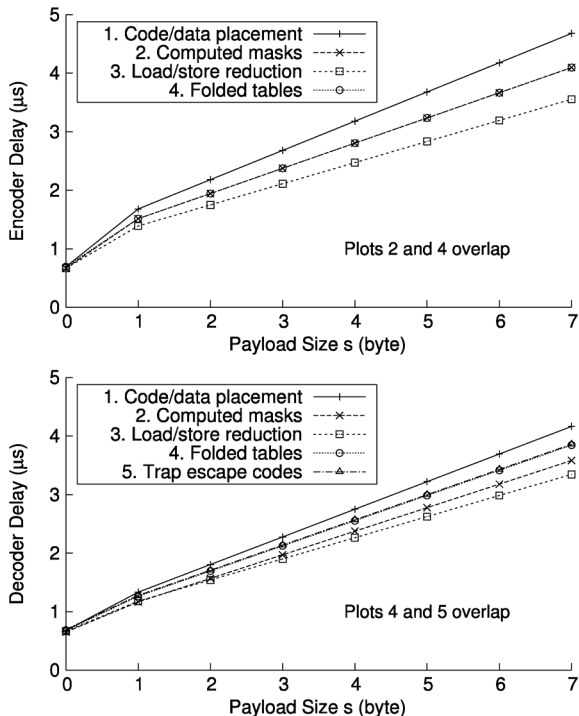 5
4
3
2
1
0
Encoder Delay (μs)
1. Code/data placement
2. Computed masks
3. Load/store reduction
4. Folded tables
Plots 2 and 4 overlap
0 1 2 3 4 5 6 7
Payload Size s (byte)
5
4
3
2
1
0
Decoder Delay (μs)
1. Code/data placement
2. Computed masks
3. Load/store reduction
4. Folded tables
5. Trap escape codes
Plots 4 and 5 overlap
0 1 2 3 4 5 6 7
Payload Size s (byte)